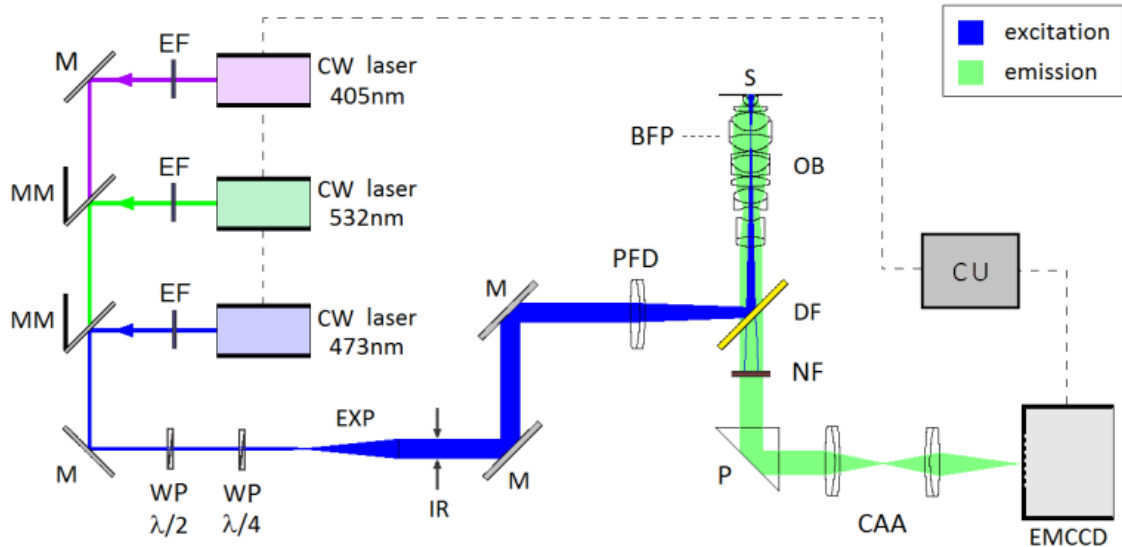 excitation
emission
M
EF
CW laser
405nm
S
BFP
OB
MM
EF
CW laser
532nm
CU
PFD
M
DF
MM
EF
CW laser
473nm
NF
EXP
M
WP
λ/2
WP
λ/4
IR
M
P
CAA
EMCCD